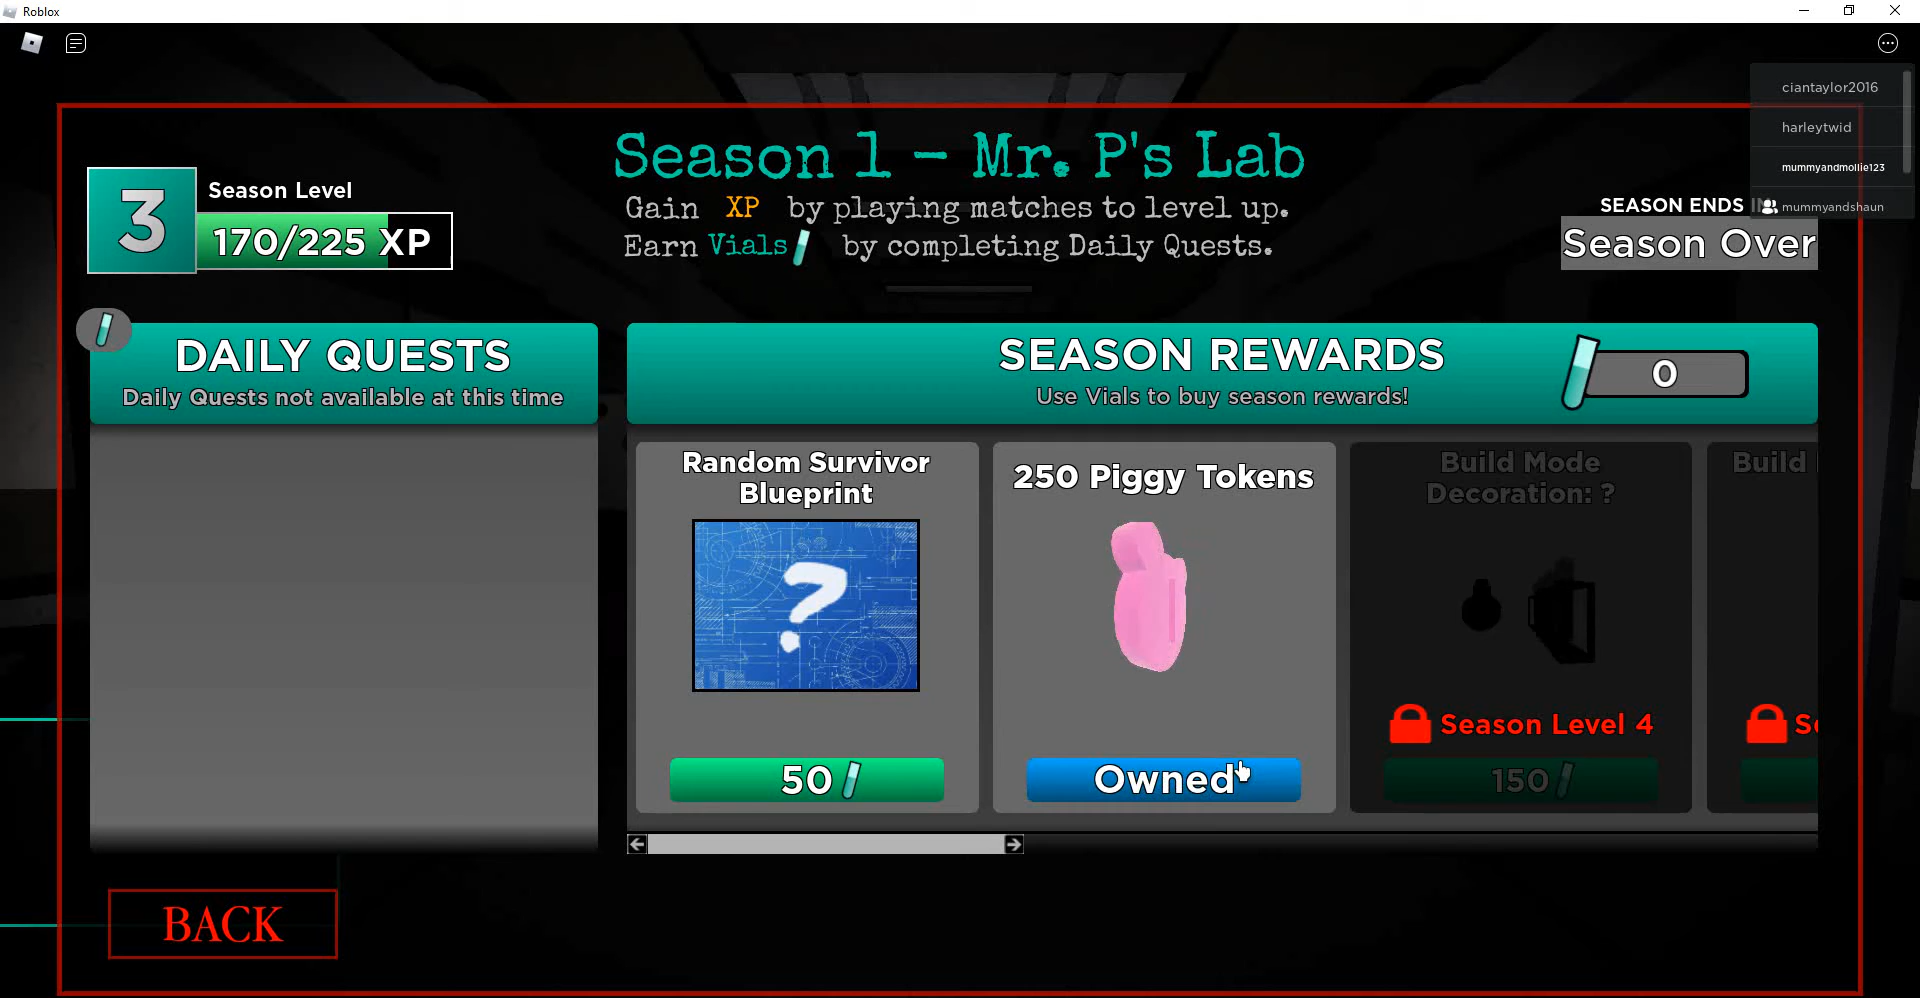 Roblox
ciantaylor2016
harleytwid
mummyandmollie123
mummyandshaun
Season 1 - Mr. P's Lab
3
Season Level
170/225 XP
Gain XP by playing matches to level up.
Earn Vials by completing Daily Quests.
SEASON ENDS
Season Over
DAILY QUESTS
Daily Quests not available at this time
SEASON REWARDS
Use Vials to buy season rewards!
0
Random Survivor
Blueprint
?
50
250 Piggy Tokens
Owned
Build Mode
Decoration: ?
Season Level 4
150
Build
BACK